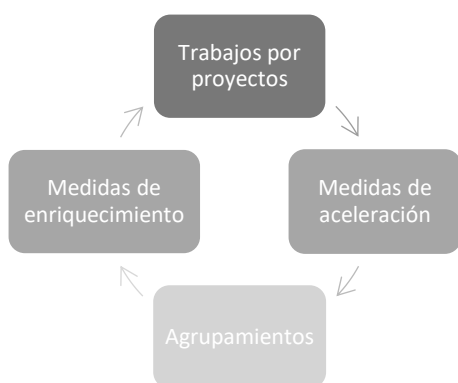 Trabajos por
proyectos
Medidas de
enriquecimiento
Medidas de
aceleración
Agrupamientos